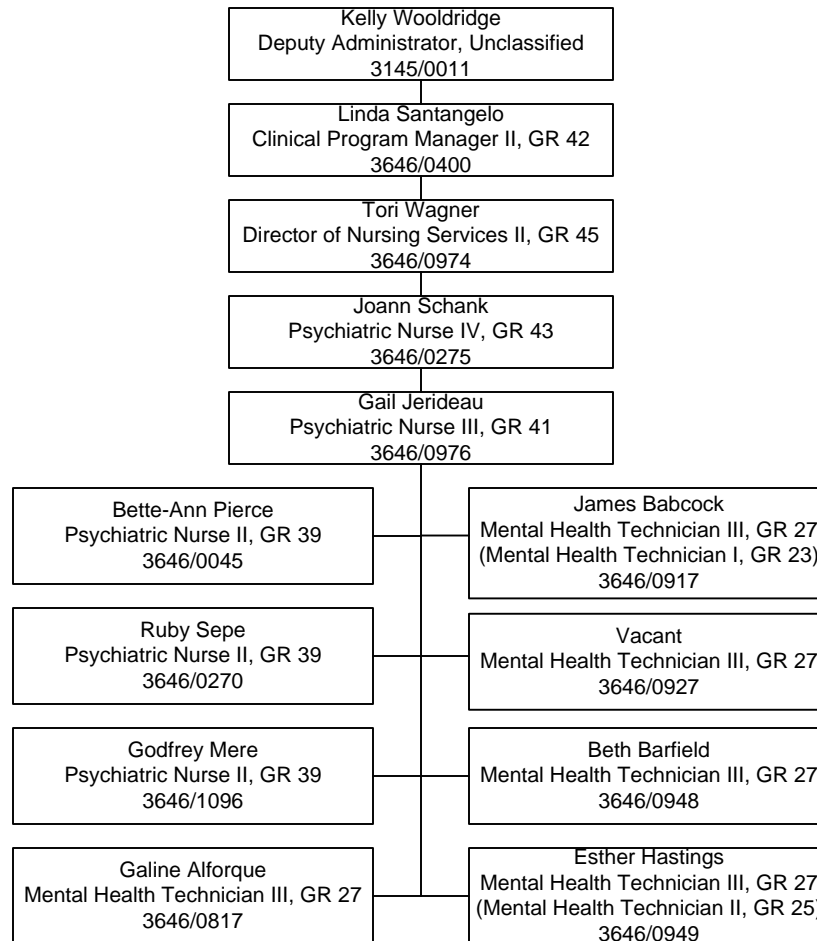 Kelly Wooldridge
Deputy Administrator, Unclassified
3145/0011
Linda Santangelo
Clinical Program Manager II, GR 42
3646/0400
Tori Wagner
Director of Nursing Services II, GR 45
3646/0974
Joann Schank
Psychiatric Nurse IV, GR 43
3646/0275
Gail Jerideau
Psychiatric Nurse III, GR 41
3646/0976
Bette-Ann Pierce
Psychiatric Nurse II, GR 39
3646/0045
James Babcock
Mental Health Technician III, GR 27
(Mental Health Technician I, GR 23)
3646/0917
Ruby Sepe
Psychiatric Nurse II, GR 39
3646/0270
Vacant
Mental Health Technician III, GR 27
3646/0927
Godfrey Mere
Psychiatric Nurse II, GR 39
3646/1096
Beth Barfield
Mental Health Technician III, GR 27
3646/0948
Galine Alforque
Mental Health Technician III, GR 27
3646/0817
Esther Hastings
Mental Health Technician III, GR 27
(Mental Health Technician II, GR 25)
3646/0949